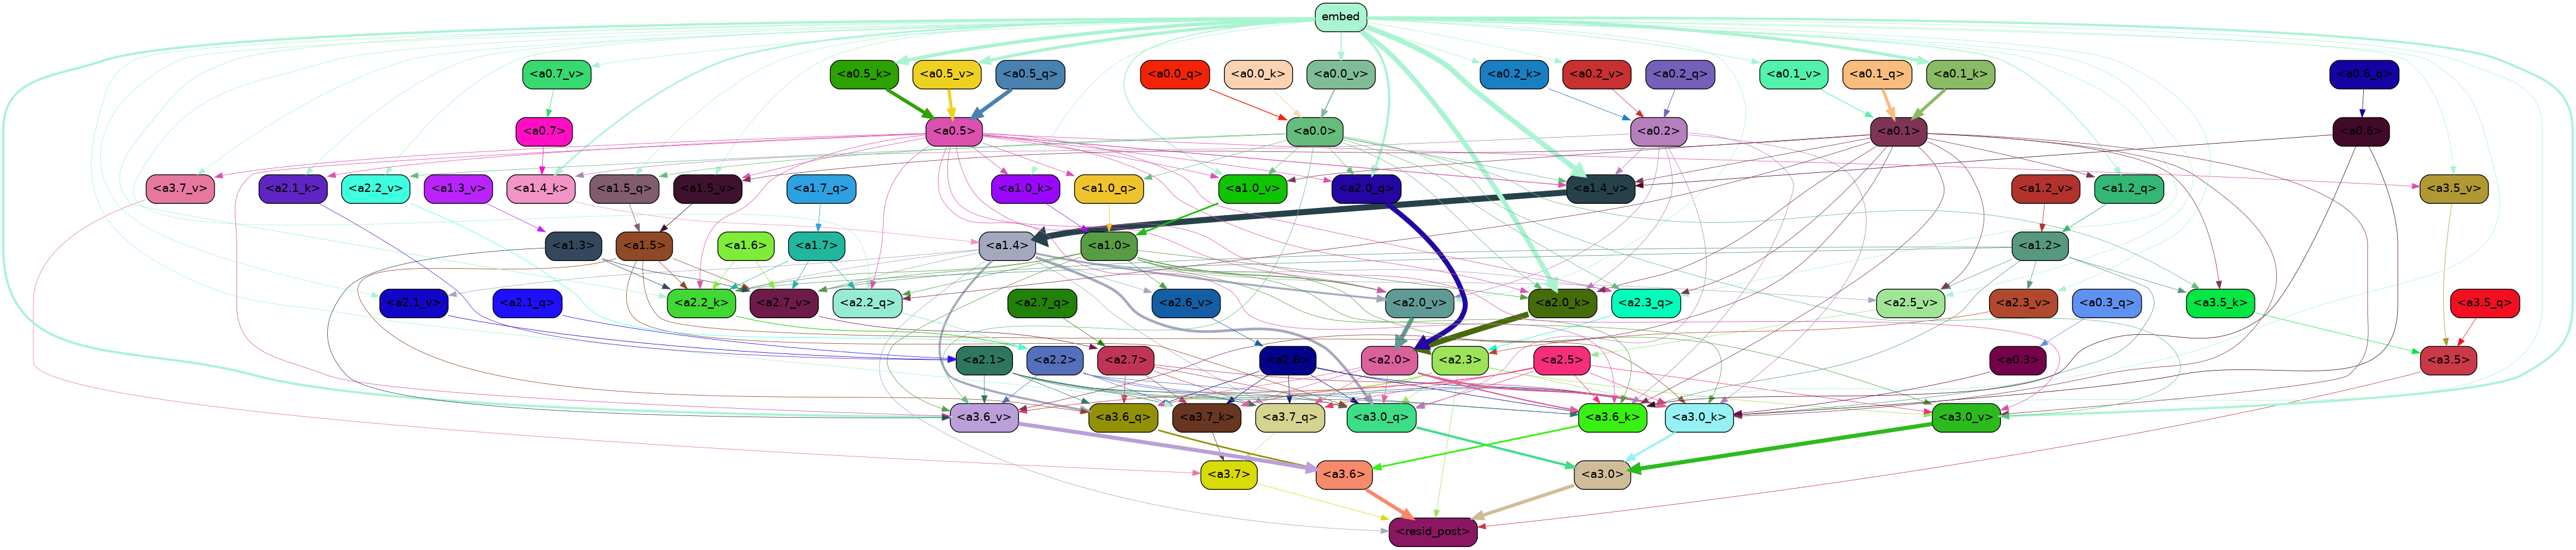 embed
<a0.7_v> <a0.5_k> <a0.5_v> <a0.5_q> <a0.0_q> <a0.0_k> <a0.0_v> <a0.2_k> <a0.2_v> <a0.2_q> <a0.1_v> <a0.1_q> <a0.1_k> <a0.6_q>
<a0.7> <a0.5> <a0.0> <a0.2> <a0.1> <a0.6>
<a3.7_v> <a2.1_k> <a2.2_v> <a1.3_v> <a1.4_k> <a1.5_q> <a1.5_v> <a1.7_q> <a1.0_k> <a1.0_q> <a1.0_v> <a2.0_q> <a1.4_v> <a1.2_v> <a1.2_q> <a3.5_v>
<a1.3> <a1.5> <a1.6> <a1.7> <a1.4> <a1.0> <a1.2>
<a2.1_v> <a2.1_q> <a2.2_k> <a2.7_v> <a2.2_q> <a2.7_q> <a2.6_v> <a2.0_v> <a2.0_k> <a2.3_q> <a2.5_v> <a2.3_v> <a0.3_q> <a3.5_k> <a3.5_q>
<a2.1> <a2.2> <a2.7> <a2.6> <a2.0> <a2.3> <a2.5> <a0.3> <a3.5>
<a3.6_v> <a3.6_q> <a3.7_k> <a3.7_q> <a3.0_q> <a3.6_k> <a3.0_k> <a3.0_v>
<a3.7> <a3.6> <a3.0>
<resid_post>